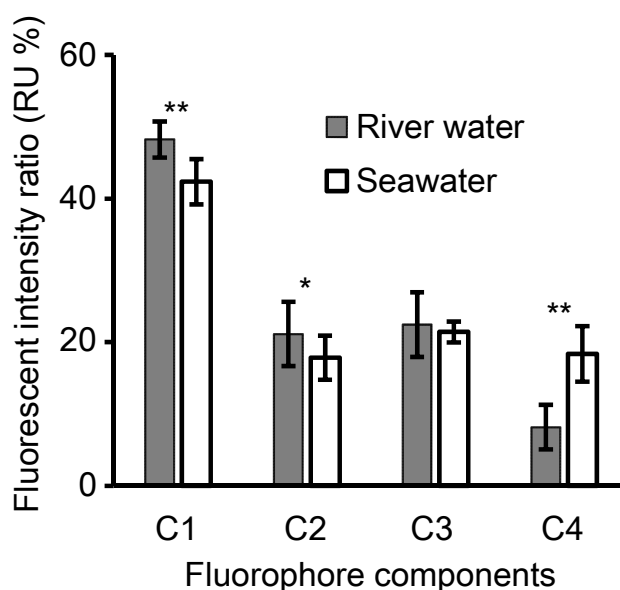 Fluorescent intensity ratio (RU %)
60
40
20
0
**
*
**
River water
Seawater
C1 C2 C3 C4
Fluorophore components